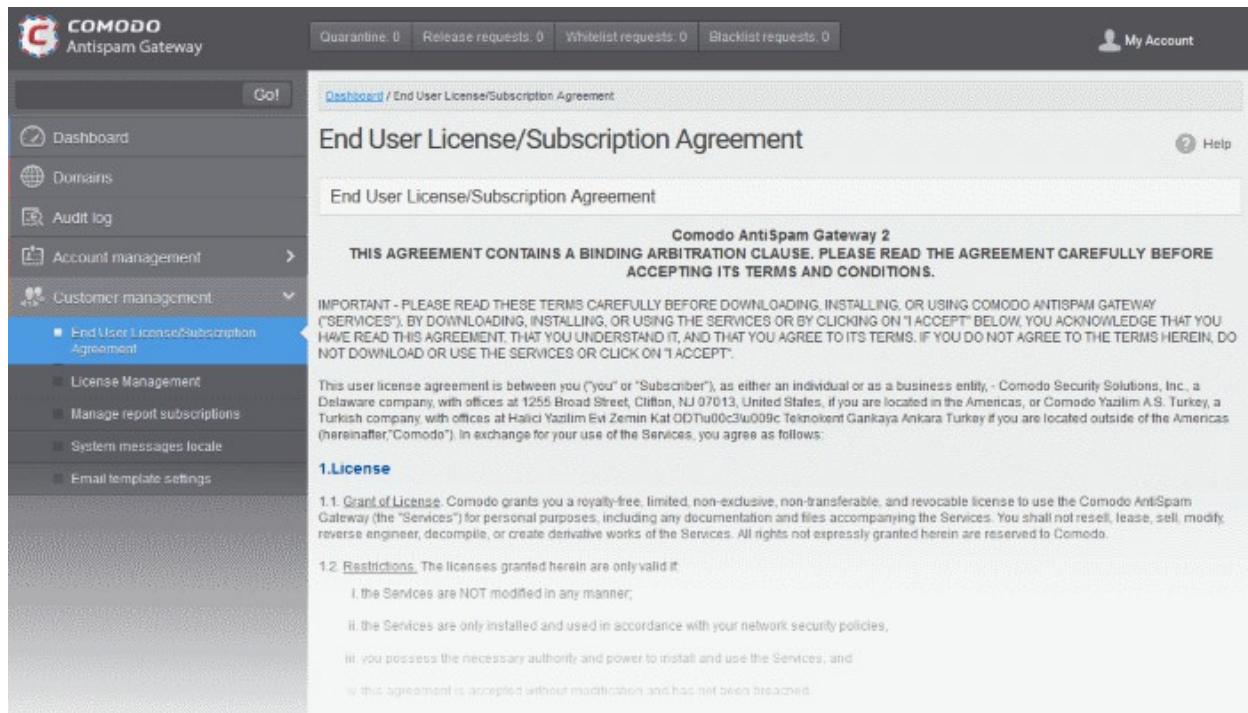 COMODO
Antispam Gateway
Quarantine: 0 Release requests: 0 Whitelist requests: 0 Blacklist requests: 0
My Account
Go!
Dashboard
Domains
Audit log
Account management
Customer management
End User License/Subscription
Agreement
License Management
Manage report subscriptions
System messages locale
Email template settings
Dashboard / End User License/Subscription Agreement
End User License/Subscription Agreement
Help
End User License/Subscription Agreement
Comodo AntiSpam Gateway 2
THIS AGREEMENT CONTAINS A BINDING ARBITRATION CLAUSE. PLEASE READ THE AGREEMENT CAREFULLY BEFORE
ACCEPTING ITS TERMS AND CONDITIONS.
IMPORTANT - PLEASE READ THESE TERMS CAREFULLY BEFORE DOWNLOADING, INSTALLING, OR USING COMODO ANTISPAM GATEWAY
("SERVICES"). BY DOWNLOADING, INSTALLING, OR USING THE SERVICES OR BY CLICKING ON "I ACCEPT" BELOW, YOU ACKNOWLEDGE THAT YOU
HAVE READ THIS AGREEMENT, THAT YOU UNDERSTAND IT, AND THAT YOU AGREE TO ITS TERMS. IF YOU DO NOT AGREE TO THE TERMS HEREIN, DO
NOT DOWNLOAD OR USE THE SERVICES OR CLICK ON "I ACCEPT".
This user license agreement is between you ("you" or "Subscriber"), as either an individual or as a business entity, - Comodo Security Solutions, Inc., a
Delaware company, with offices at 1255 Broad Street, Clifton, NJ 07013, United States, if you are located in the Americas, or Comodo Yazilim A.S. Turkey, a
Turkish company, with offices at Halici Yazilim Evi Zemin Kat ODT\u00c3\u009c Teknokent Gankaya Ankara Turkey if you are located outside of the Americas
(hereinafter,"Comodo"). In exchange for your use of the Services, you agree as follows:
1.License
1.1. Grant of License. Comodo grants you a royalty-free, limited, non-exclusive, non-transferable, and revocable license to use the Comodo AntiSpam
Gateway (the "Services") for personal purposes, including any documentation and files accompanying the Services. You shall not resell, lease, sell, modify,
reverse engineer, decompile, or create derivative works of the Services. All rights not expressly granted herein are reserved to Comodo.
1.2. Restrictions. The licenses granted herein are only valid if:
i. the Services are NOT modified in any manner;
ii. the Services are only installed and used in accordance with your network security policies,
iii. you possess the necessary authority and power to install and use the Services, and
iv this agreement is accepted without modification and has not been breached.